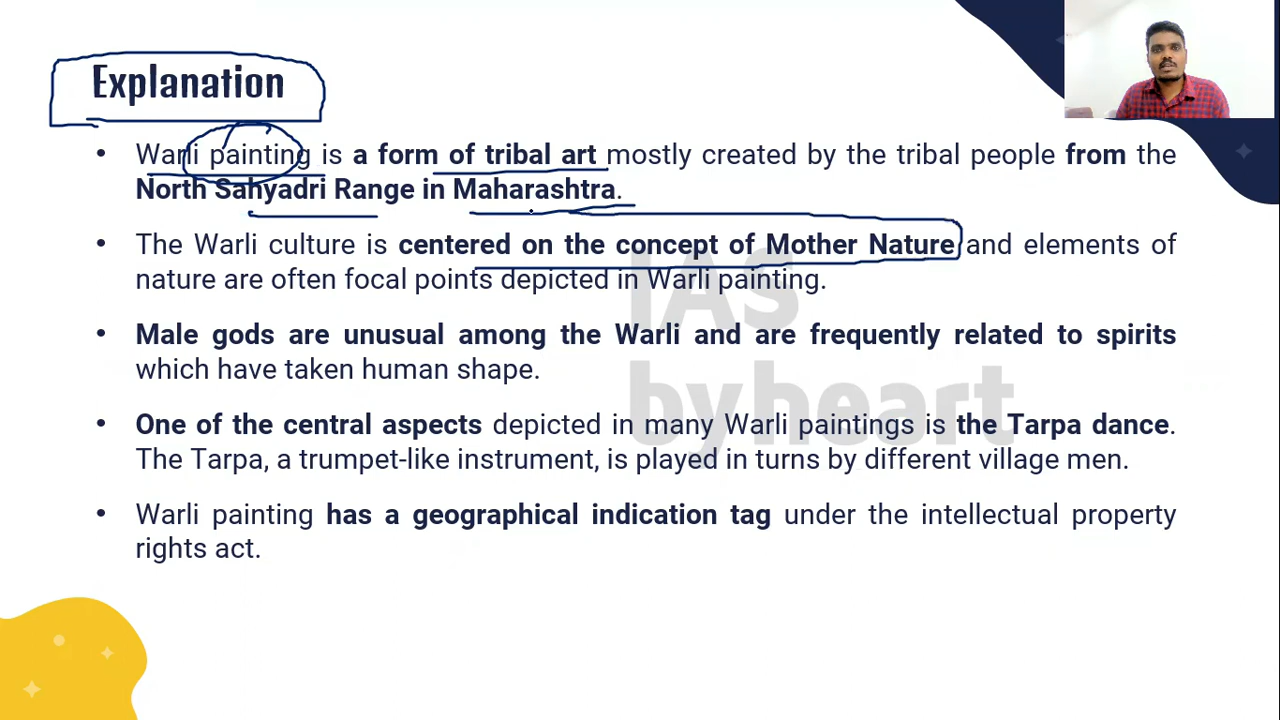 Explanation
• Warli painting is a form of tribal art mostly created by the tribal people from the
North Sahyadri Range in Maharashtra.
• The Warli culture is centered on the concept of Mother Nature and elements of
nature are often focal points depicted in Warli painting.
• Male gods are unusual among the Warli and are frequently related to spirits
which have taken human shape.
• One of the central aspects depicted in many Warli paintings is the Tarpa dance.
The Tarpa, a trumpet-like instrument, is played in turns by different village men.
• Warli painting has a geographical indication tag under the intellectual property
rights act.
IAS
byheart